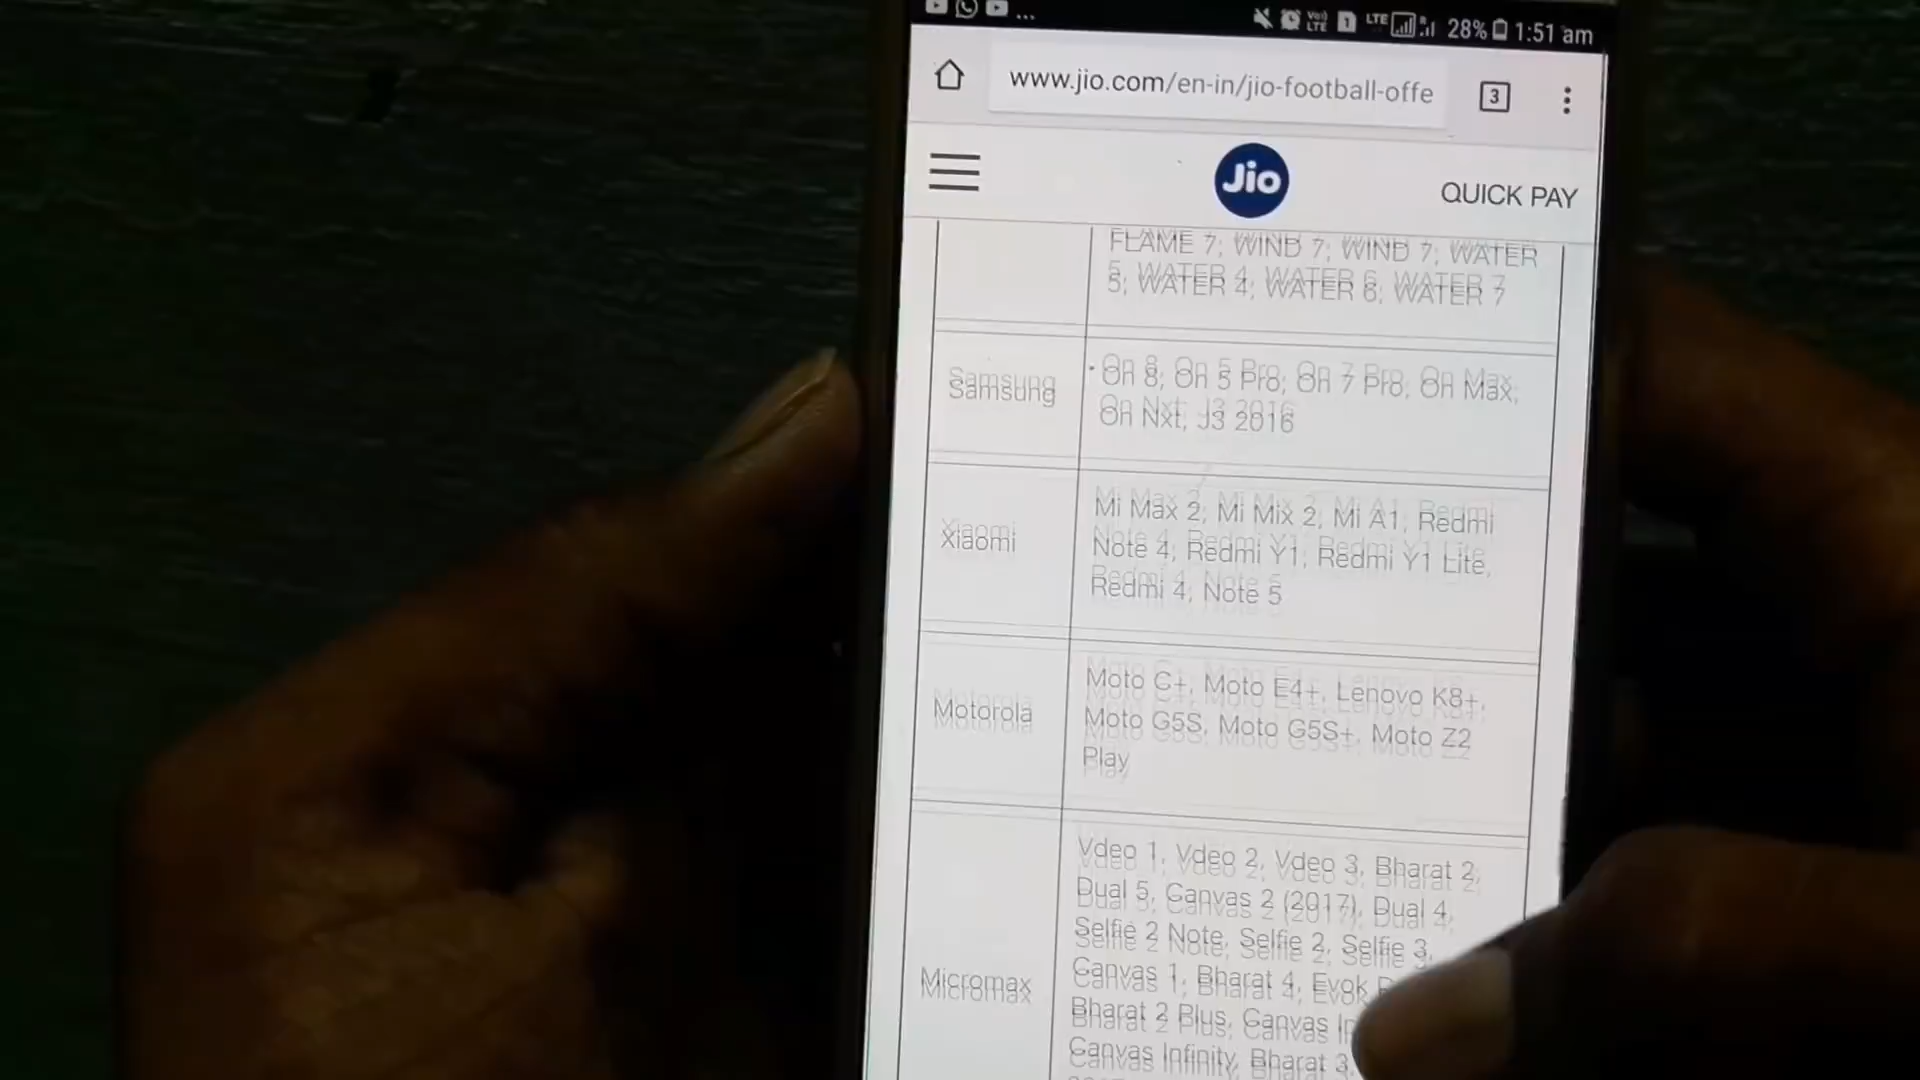 28% 1:51 am
www.jio.com/en-in/jio-football-offe
3
Jio
QUICK PAY
FLAME 7; WIND 7; WIND 7; WATER
5; WATER 4; WATER 6; WATER 7
Samsung
On 8; On 5 Pro; On 7 Pro; On Max,
On Nxt; J3 2016
Xiaomi
Mi Max 2, Mi Mix 2, Mi A1, Redmi
Note 4, Redmi Y1, Redmi Y1 Lite,
Redmi 4, Note 5
Motorola
Moto C+, Moto E4+, Lenovo K8+,
Moto G5S, Moto G5S+, Moto Z2
Play
Micromax
Vdeo 1, Vdeo 2, Vdeo 3, Bharat 2,
Dual 5, Canvas 2 (2017), Dual 4,
Selfie 2 Note, Selfie 2, Selfie 3,
Canvas 1, Bharat 4, Evok
Bharat 2 Plus, Canvas
Canvas Infinity, Bharat 3